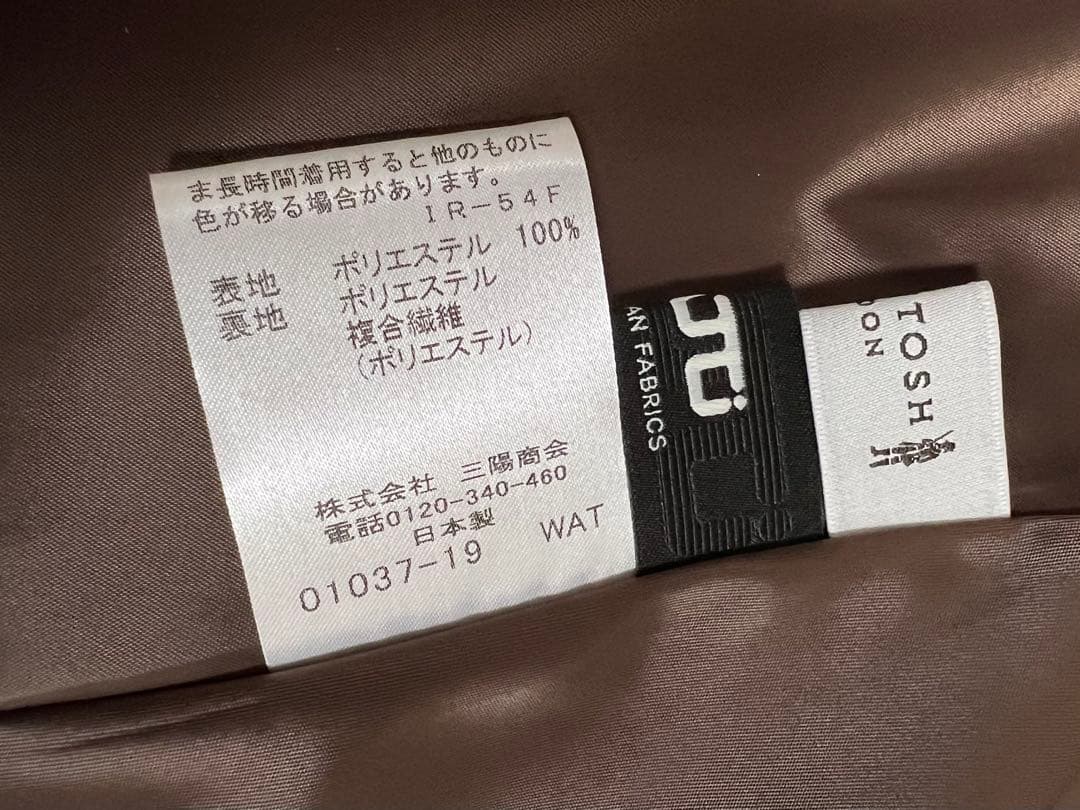 ま長時間着用すると他のものに
色が移る場合があります。
IR-54F
表地 ポリエステル 100%
裏地 ポリエステル
複合繊維
(ポリエステル)
株式会社 三陽商会
電話0120-340-460
日本製
01037-19 WAT
OTi
AN FABRICS
TOSH
ON